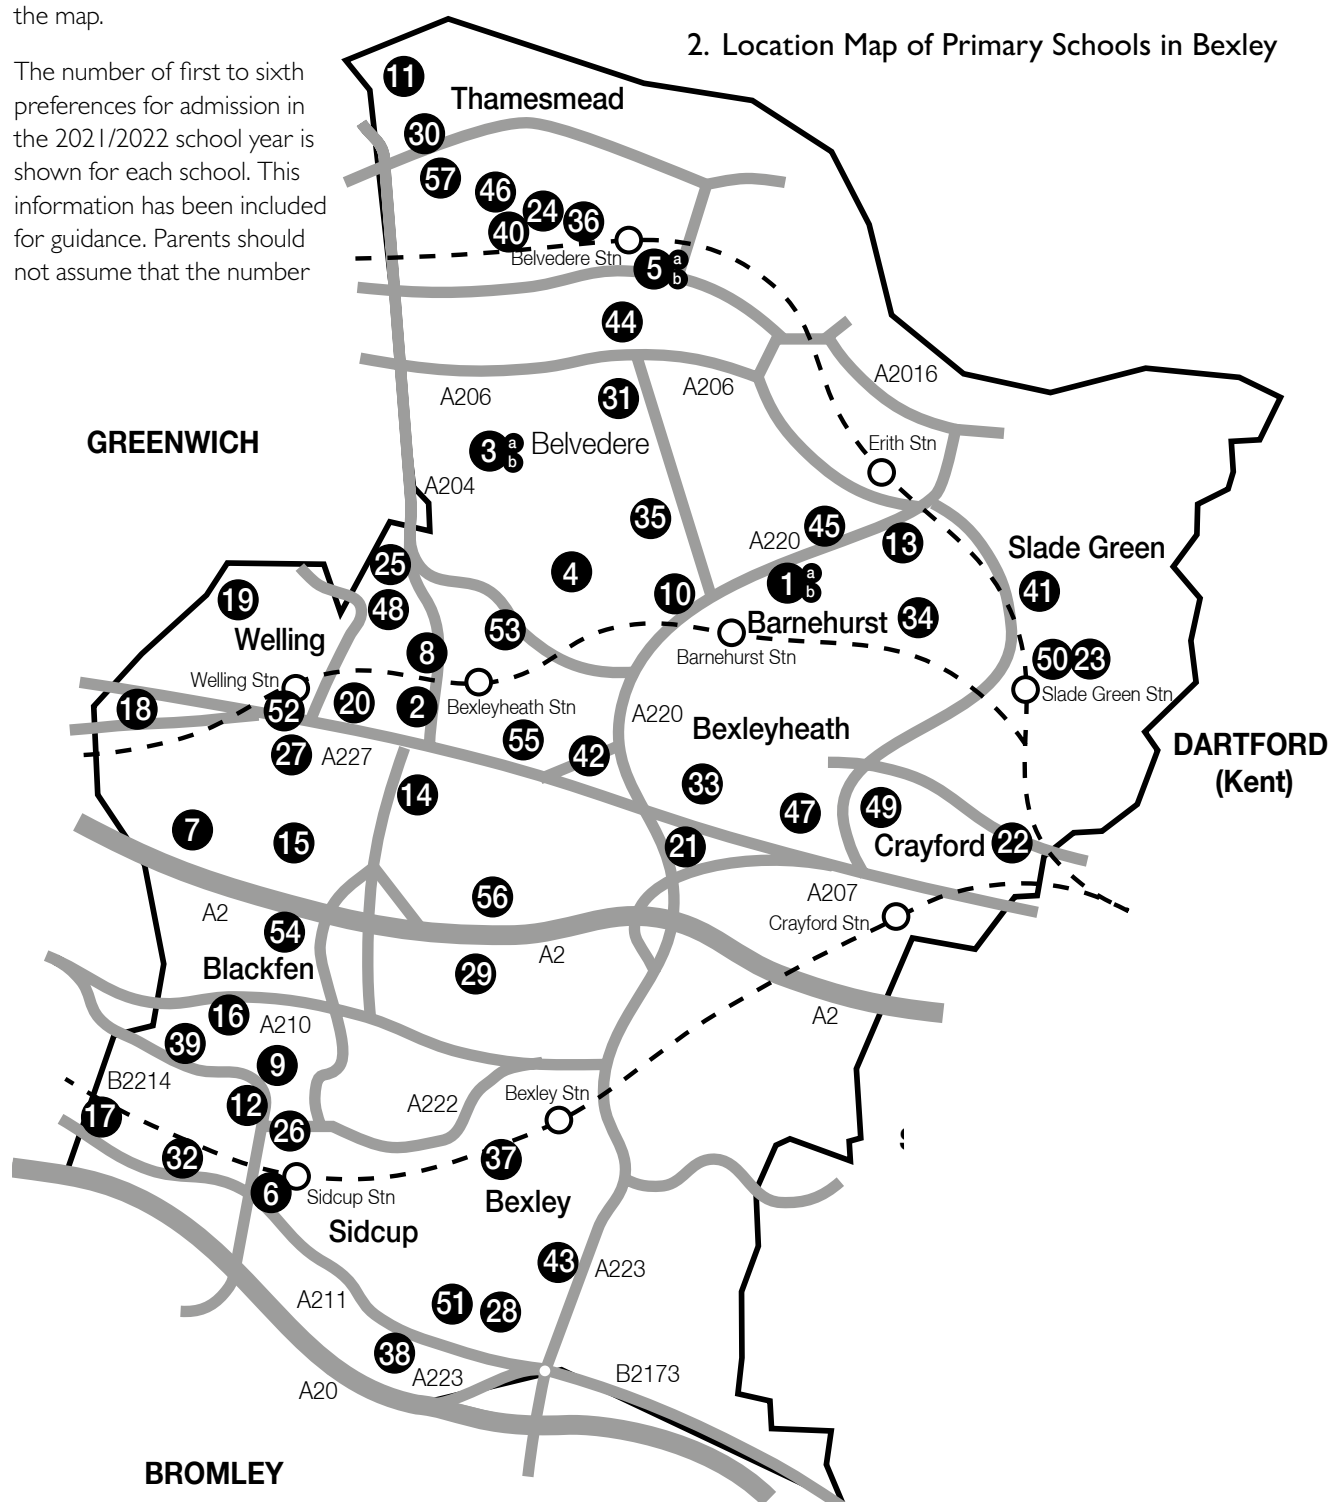 the map.
The number of first to sixth
preferences for admission in
the 2021/2022 school year is
shown for each school. This
information has been included
for guidance. Parents should
not assume that the number
2. Location Map of Primary Schools in Bexley
11
Thamesmead
30
57
46
24
36
40
Belvedere Stn
5 a
b
44
A206
31
A206
A2016
GREENWICH
3 a
b
Belvedere
Erith Stn
A204
35
A220
45
13
Slade Green
25
4
10
1 a
b
41
19
48
53
Barnehurst
34
Welling
8
Barnehurst Stn
50
23
Welling Stn
Slade Green Stn
18
52
20
2
Bexleyheath Stn
A220
Bexleyheath
27
A227
55
42
DARTFORD
(Kent)
14
33
47
49
7
15
21
Crayford
22
56
A207
A2
54
Crayford Stn
Blackfen
29
A2
16
A210
A2
39
9
B2214
12
A222
Bexley Stn
17
26
32
37
6
Sidcup Stn
Bexley
Sidcup
43
A223
A211
51
28
38
A223
B2173
A20
BROMLEY